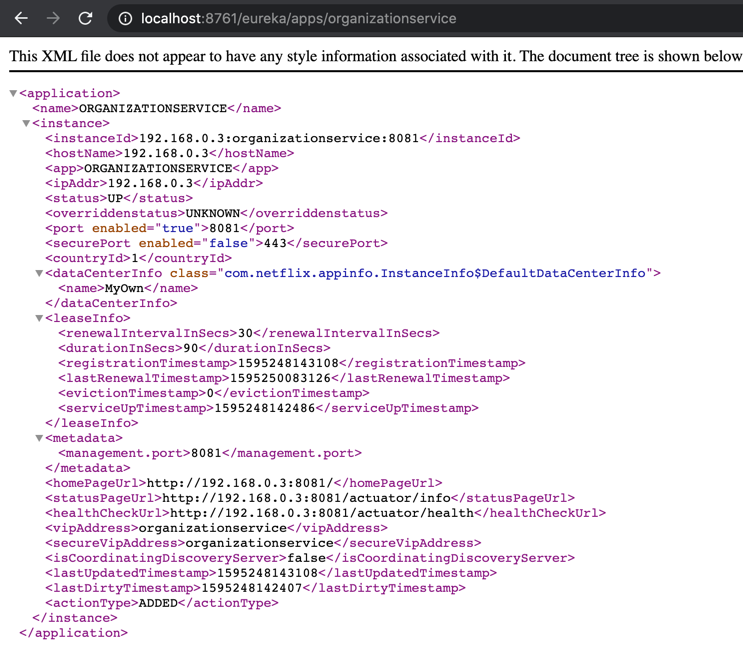 localhost:8761/eureka/apps/organizationservice
This XML file does not appear to have any style information associated with it. The document tree is shown below
<application>
<name>ORGANIZATIONSERVICE</name>
<instance>
<instanceId>192.168.0.3:organizationservice:8081</instanceId>
<hostName>192.168.0.3</hostName>
<app>ORGANIZATIONSERVICE</app>
<ipAddr>192.168.0.3</ipAddr>
<status>UP</status>
<overriddenstatus>UNKNOWN</overriddenstatus>
<port enabled="true">8081</port>
<securePort enabled="false">443</securePort>
<countryId>1</countryId>
<dataCenterInfo class="com.netflix.appinfo.InstanceInfo$DefaultDataCenterInfo">
<name>MyOwn</name>
</dataCenterInfo>
<leaseInfo>
<renewalIntervalInSecs>30</renewalIntervalInSecs>
<durationInSecs>90</durationInSecs>
<registrationTimestamp>1595248143108</registrationTimestamp>
<lastRenewalTimestamp>1595250083126</lastRenewalTimestamp>
<evictionTimestamp>0</evictionTimestamp>
<serviceUpTimestamp>1595248142486</serviceUpTimestamp>
</leaseInfo>
<metadata>
<management.port>8081</management.port>
</metadata>
<homePageUrl>http://192.168.0.3:8081/</homePageUrl>
<statusPageUrl>http://192.168.0.3:8081/actuator/info</statusPageUrl>
<healthCheckUrl>http://192.168.0.3:8081/actuator/health</healthCheckUrl>
<vipAddress>organizationservice</vipAddress>
<secureVipAddress>organizationservice</secureVipAddress>
<isCoordinatingDiscoveryServer>false</isCoordinatingDiscoveryServer>
<lastUpdatedTimestamp>1595248143108</lastUpdatedTimestamp>
<lastDirtyTimestamp>1595248142407</lastDirtyTimestamp>
<actionType>ADDED</actionType>
</instance>
</application>